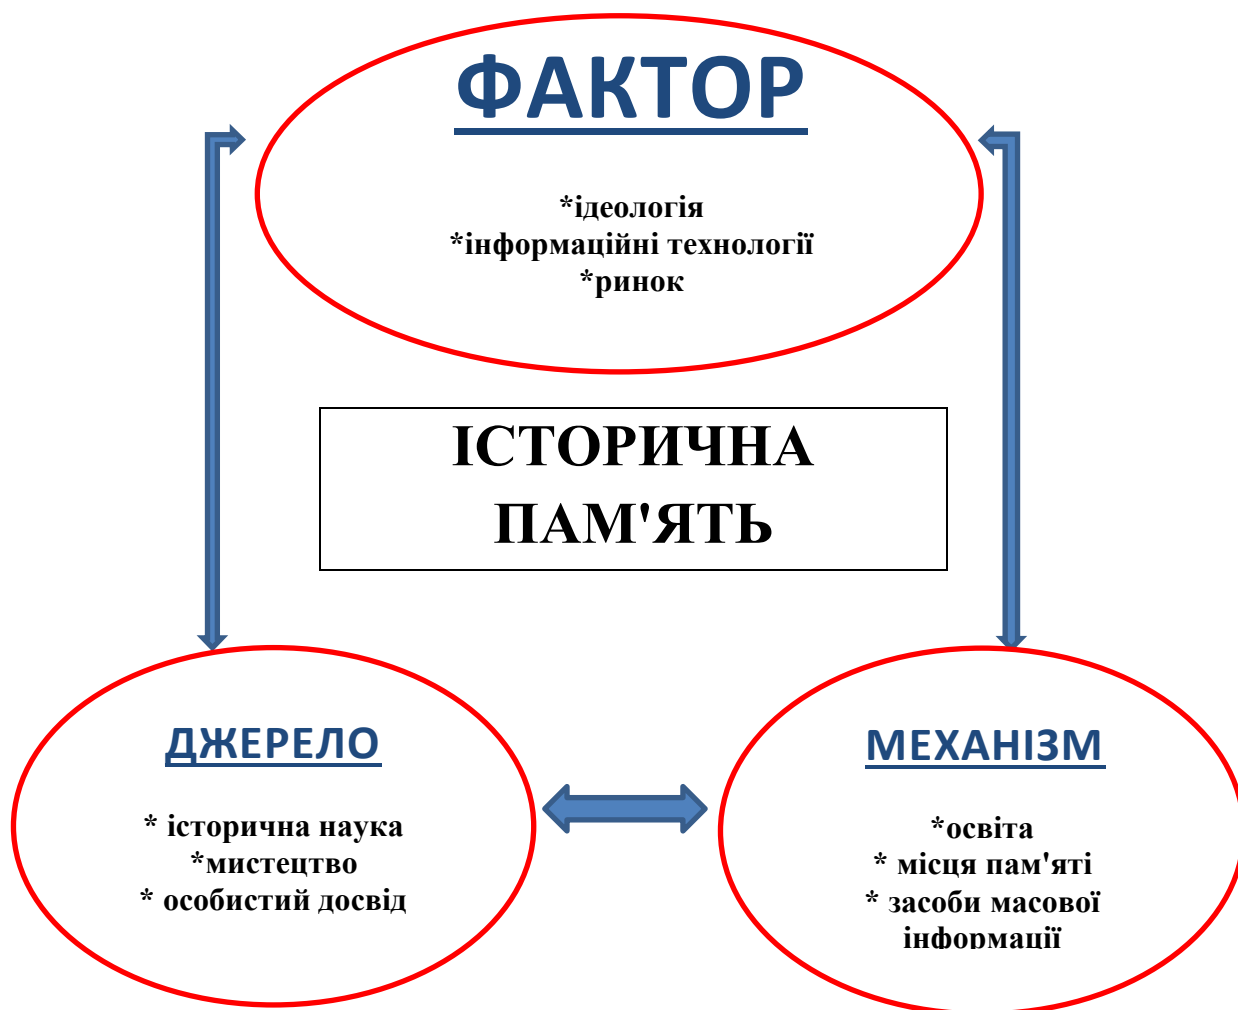 ФАКТОР
*ідеологія
*інформаційні технології
*ринок
ІСТОРИЧНА
ПАМ'ЯТЬ
ДЖЕРЕЛО
* історична наука
*мистецтво
* особистий досвід
МЕХАНІЗМ
*освіта
* місця пам'яті
* засоби масової
інформації